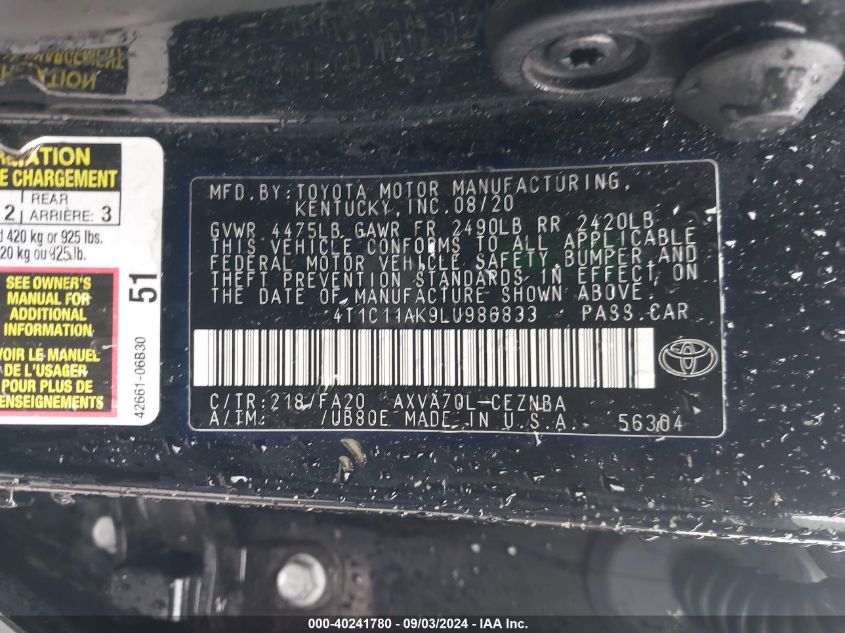 MFD. BY: TOYOTA MOTOR MANUFACTURING,
KENTUCKY, INC. 08/20
GVWR 4475LB GAWR FR 2490LB RR 2420LB
THIS VEHICLE CONFORMS TO ALL APPLICABLE
FEDERAL MOTOR VEHICLE SAFETY, BUMPER, AND
THEFT PREVENTION STANDARDS IN EFFECT ON
THE DATE OF MANUFACTURE SHOWN ABOVE.
4T1C11AK9LU986833 PASS. CAR
C/TR: 218/FA20 AXVA70L-CEZNBA
A/TM: /UB80E MADE IN U.S.A. 56304
E CHARGEMENT
2 REAR
ARRIÈRE: 3
420 kg or 925 lbs.
20 kg ou 925 lb.
SEE OWNER'S
MANUAL FOR
ADDITIONAL
INFORMATION
VOIR LE MANUEL
DE L'USAGER
POUR PLUS DE
RENSEIGNEMENTS
51
42661-06B30
000-40241780 - 09/03/2024 - IAA Inc.